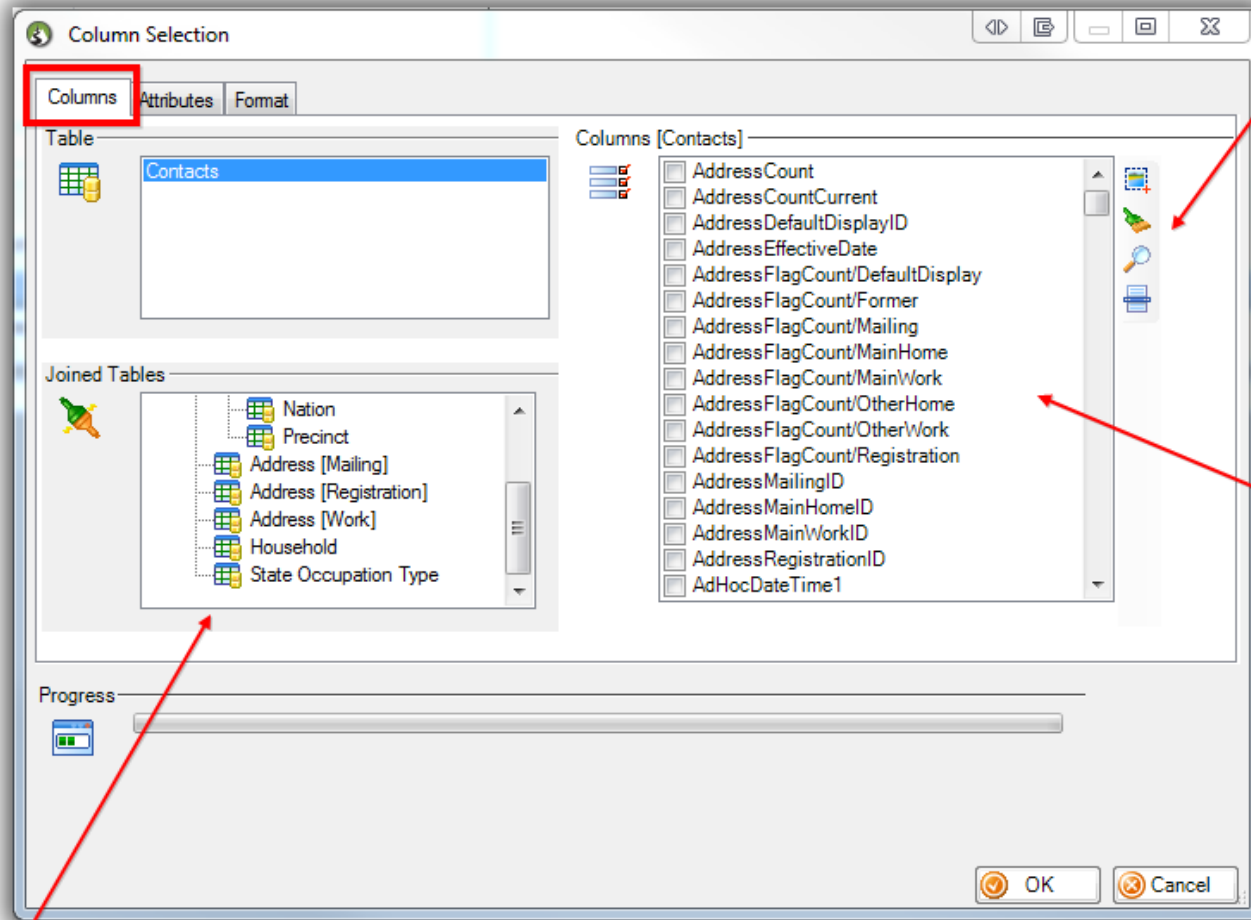 Column Selection
Columns Attributes Format
Table
Contacts
Joined Tables
Nation
Precinct
Address [Mailing]
Address [Registration]
Address [Work]
Household
State Occupation Type
Columns [Contacts]
AddressCount
AddressCountCurrent
AddressDefaultDisplayID
AddressEffectiveDate
AddressFlagCount/DefaultDisplay
AddressFlagCount/Former
AddressFlagCount/Mailing
AddressFlagCount/MainHome
AddressFlagCount/MainWork
AddressFlagCount/OtherHome
AddressFlagCount/OtherWork
AddressFlagCount/Registration
AddressMailingID
AddressMainHomeID
AddressMainWorkID
AddressRegistrationID
AdHocDateTime1
Progress
OK Cancel